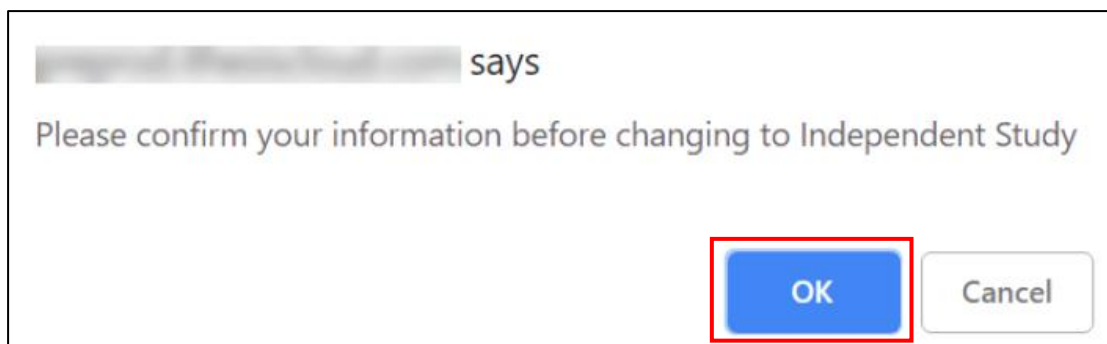 says
Please confirm your information before changing to Independent Study
OK
Cancel